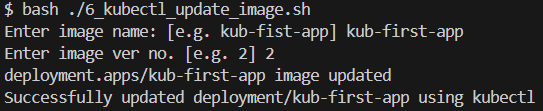 $ bash ./6_kubectl_update_image.sh
Enter image name: [e.g. kub-fist-app] kub-first-app
Enter image ver no. [e.g. 2] 2
deployment.apps/kub-first-app image updated
Successfully updated deployment/kub-first-app using kubectl